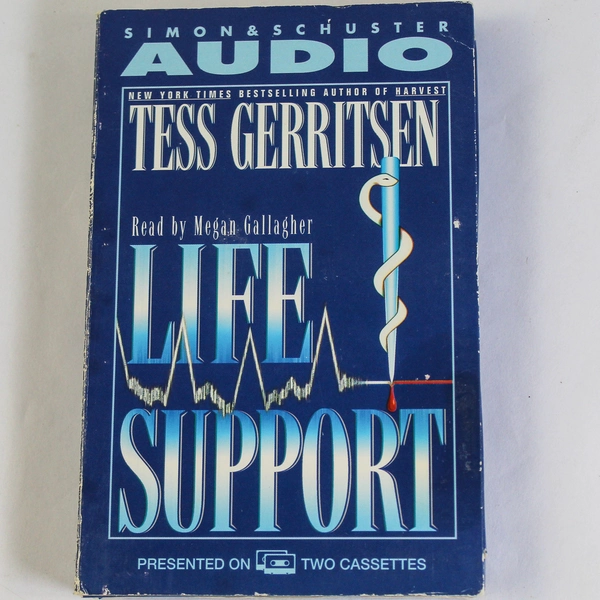 SIMON & SCHUSTER
AUDIO
NEW YORK TIMES BESTSELLING AUTHOR OF HARVEST
TESS GERRITSEN
Read by Megan Gallagher
LIFE
SUPPORT
PRESENTED ON TWO CASSETTES